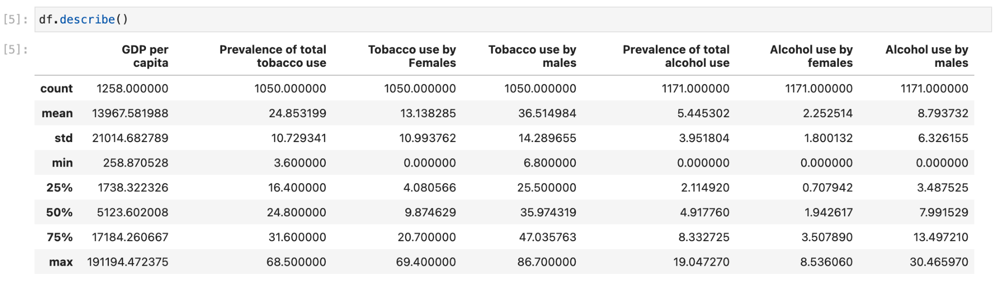 [5]: df.describe()
[5]:
GDP per capita Prevalence of total tobacco use Tobacco use by Females Tobacco use by males Prevalence of total alcohol use Alcohol use by females Alcohol use by males
count 1258.000000 1050.000000 1050.000000 1050.000000 1171.000000 1171.000000 1171.000000
mean 13967.581988 24.853199 13.138285 36.514984 5.445302 2.252514 8.793732
std 21014.682789 10.729341 10.993762 14.289655 3.951804 1.800132 6.326155
min 258.870528 3.600000 0.000000 6.800000 0.000000 0.000000 0.000000
25% 1738.322326 16.400000 4.080566 25.500000 2.114920 0.707942 3.487525
50% 5123.602008 24.800000 9.874629 35.974319 4.917760 1.942617 7.991529
75% 17184.260667 31.600000 20.700000 47.035763 8.332725 3.507890 13.497210
max 191194.472375 68.500000 69.400000 86.700000 19.047270 8.536060 30.465970